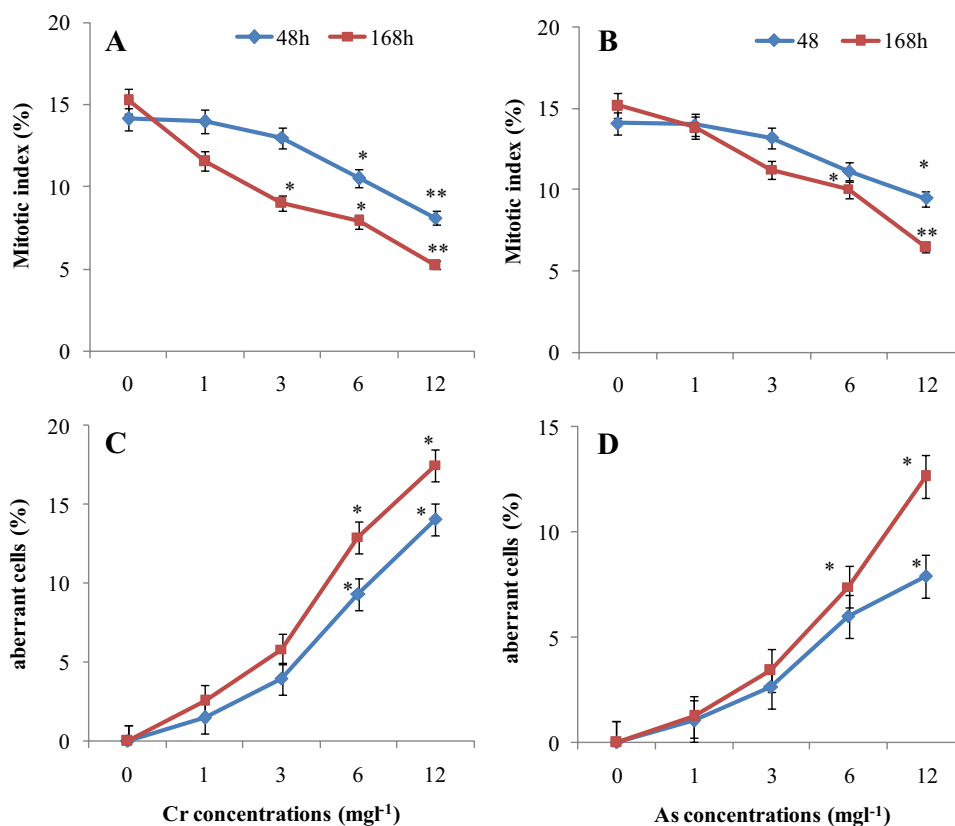 A
48h 168h
Mitotic index (%)
20
15
10
5
0
* **
* * **
0 1 3 6 12
B
48 168h
Mitotic index (%)
20
15
10
5
0
*
* **
0 1 3 6 12
C
aberrant cells (%)
20
15
10
5
0
* *
* *
0 1 3 6 12
Cr concentrations (mgl-1)
D
aberrant cells (%)
15
10
5
0
* *
*
0 1 3 6 12
As concentrations (mgl-1)